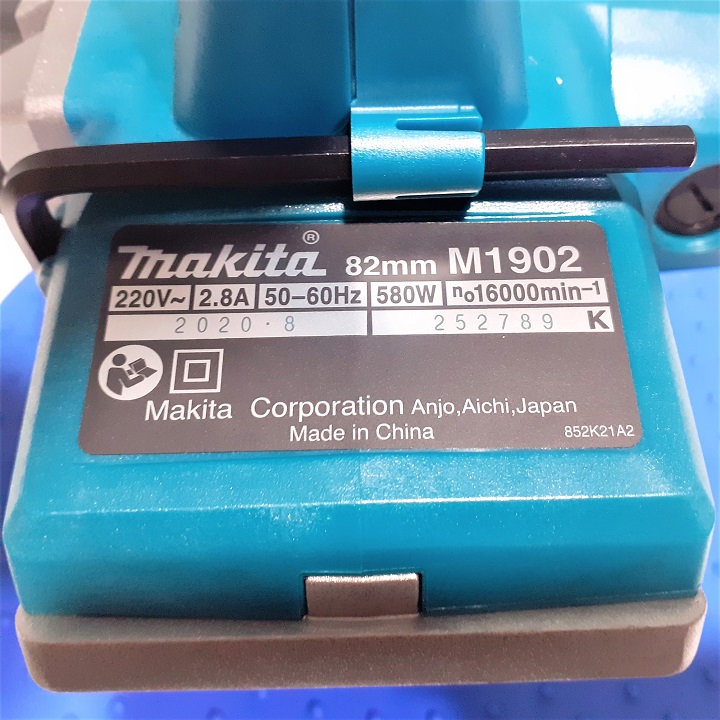 makita® 82mm M1902
220V~ 2.8A 50–60Hz 580W no16000min-1
2020·8 252789 K
Makita Corporation Anjo,Aichi,Japan
Made in China 852K21A2